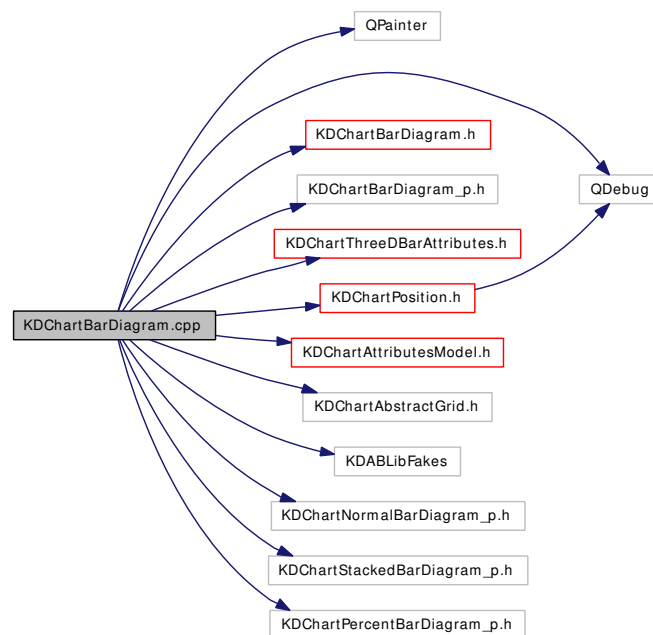 QPainter
KDChartBarDiagram.h
KDChartBarDiagram_p.h
QDebug
KDChartThreeDBarAttributes.h
KDChartPosition.h
KDChartBarDiagram.cpp
KDChartAttributesModel.h
KDChartAbstractGrid.h
KDABLibFakes
KDChartNormalBarDiagram_p.h
KDChartStackedBarDiagram_p.h
KDChartPercentBarDiagram_p.h